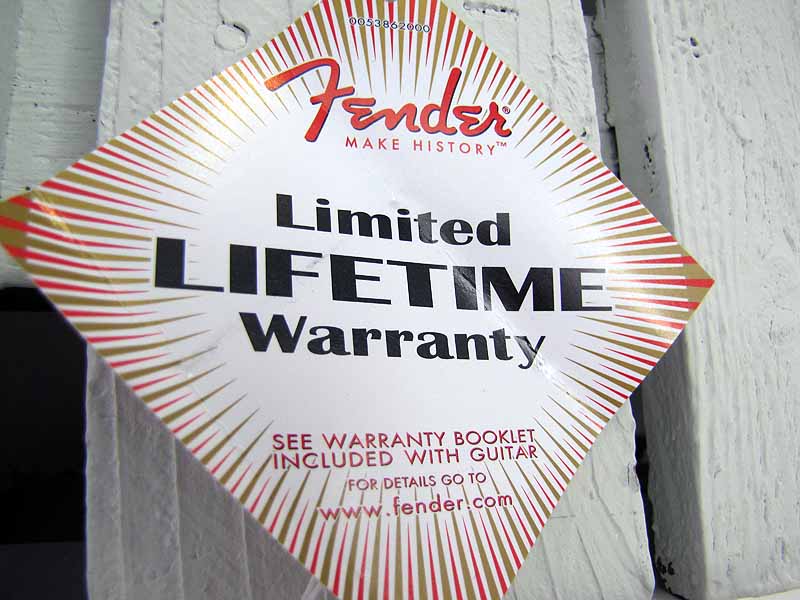 0053862000
Fender®
MAKE HISTORY™
Limited
LIFETIME
Warranty
SEE WARRANTY BOOKLET
INCLUDED WITH GUITAR
FOR DETAILS GO TO
www.fender.com